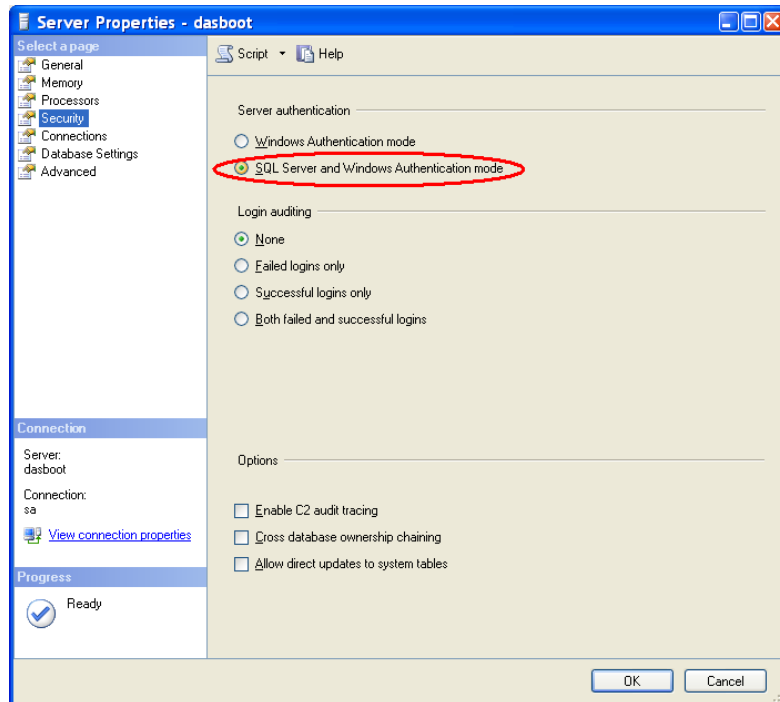 Server Properties - dasboot
Select a page
General
Memory
Processors
Security
Connections
Database Settings
Advanced
Script
Help
Server authentication
Windows Authentication mode
SQL Server and Windows Authentication mode
Login auditing
None
Failed logins only
Successful logins only
Both failed and successful logins
Connection
Server:
dasboot
Connection:
sa
View connection properties
Progress
Ready
Options
Enable C2 audit tracing
Cross database ownership chaining
Allow direct updates to system tables
OK
Cancel